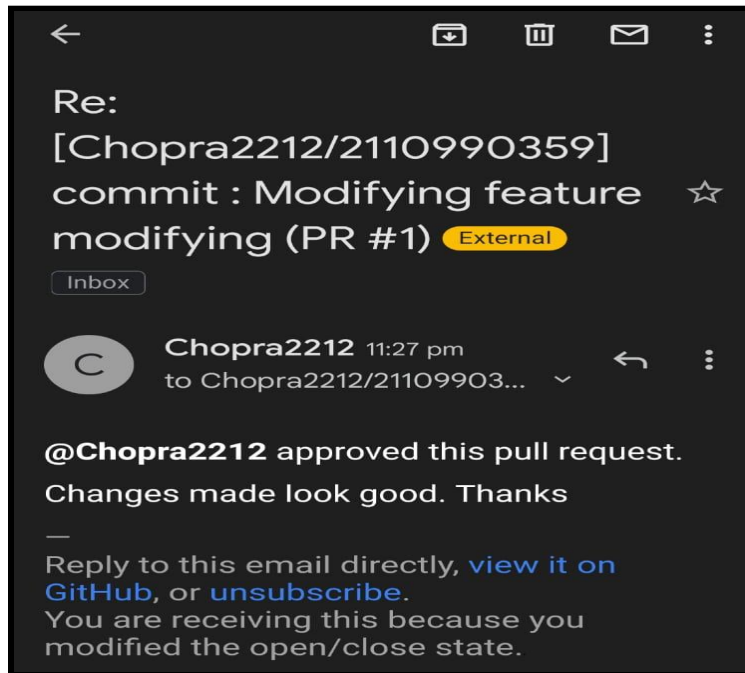 Re:
[Chopra2212/2110990359]
commit : Modifying feature
modifying (PR #1) External
Inbox
C
Chopra2212 11:27 pm
to Chopra2212/21109903...
@Chopra2212 approved this pull request.
Changes made look good. Thanks
—
Reply to this email directly, view it on
GitHub, or unsubscribe.
You are receiving this because you
modified the open/close state.